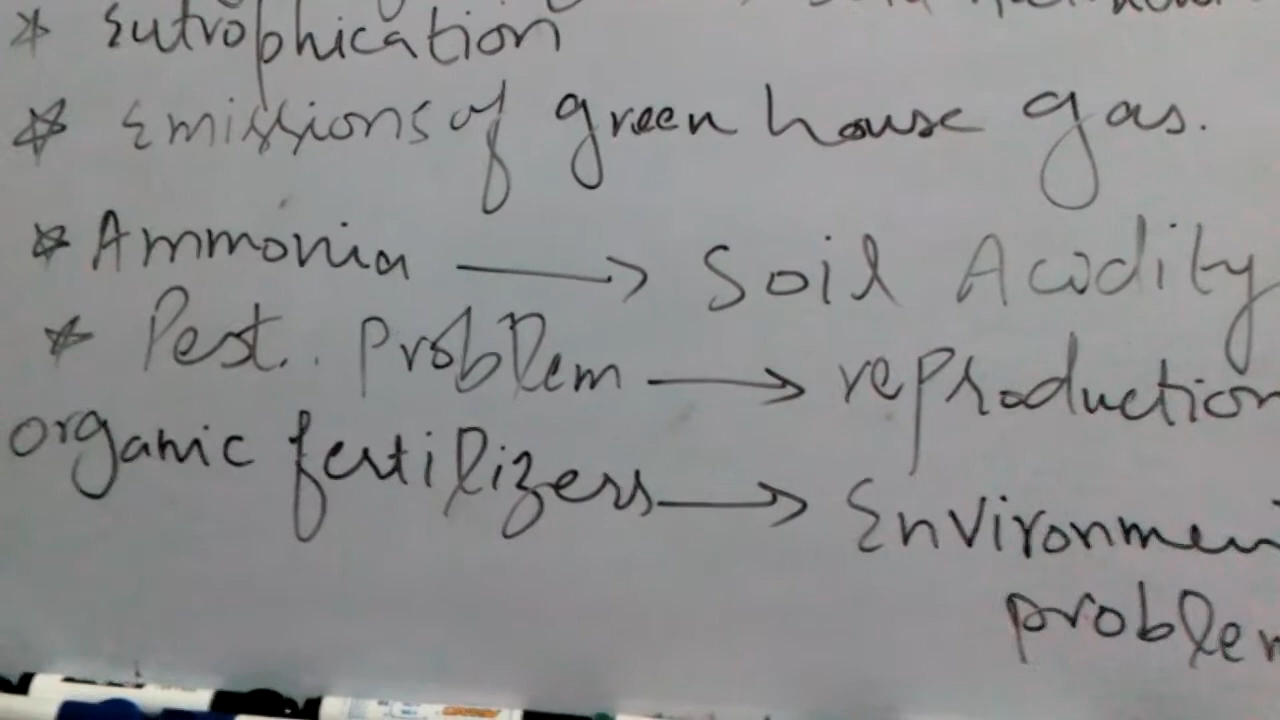 * Eutrophication
* Emissions of green house gas.
* Ammonia → Soil Acidity
* Pest. problem → reproduction
organic fertilizers → Environmen
problem